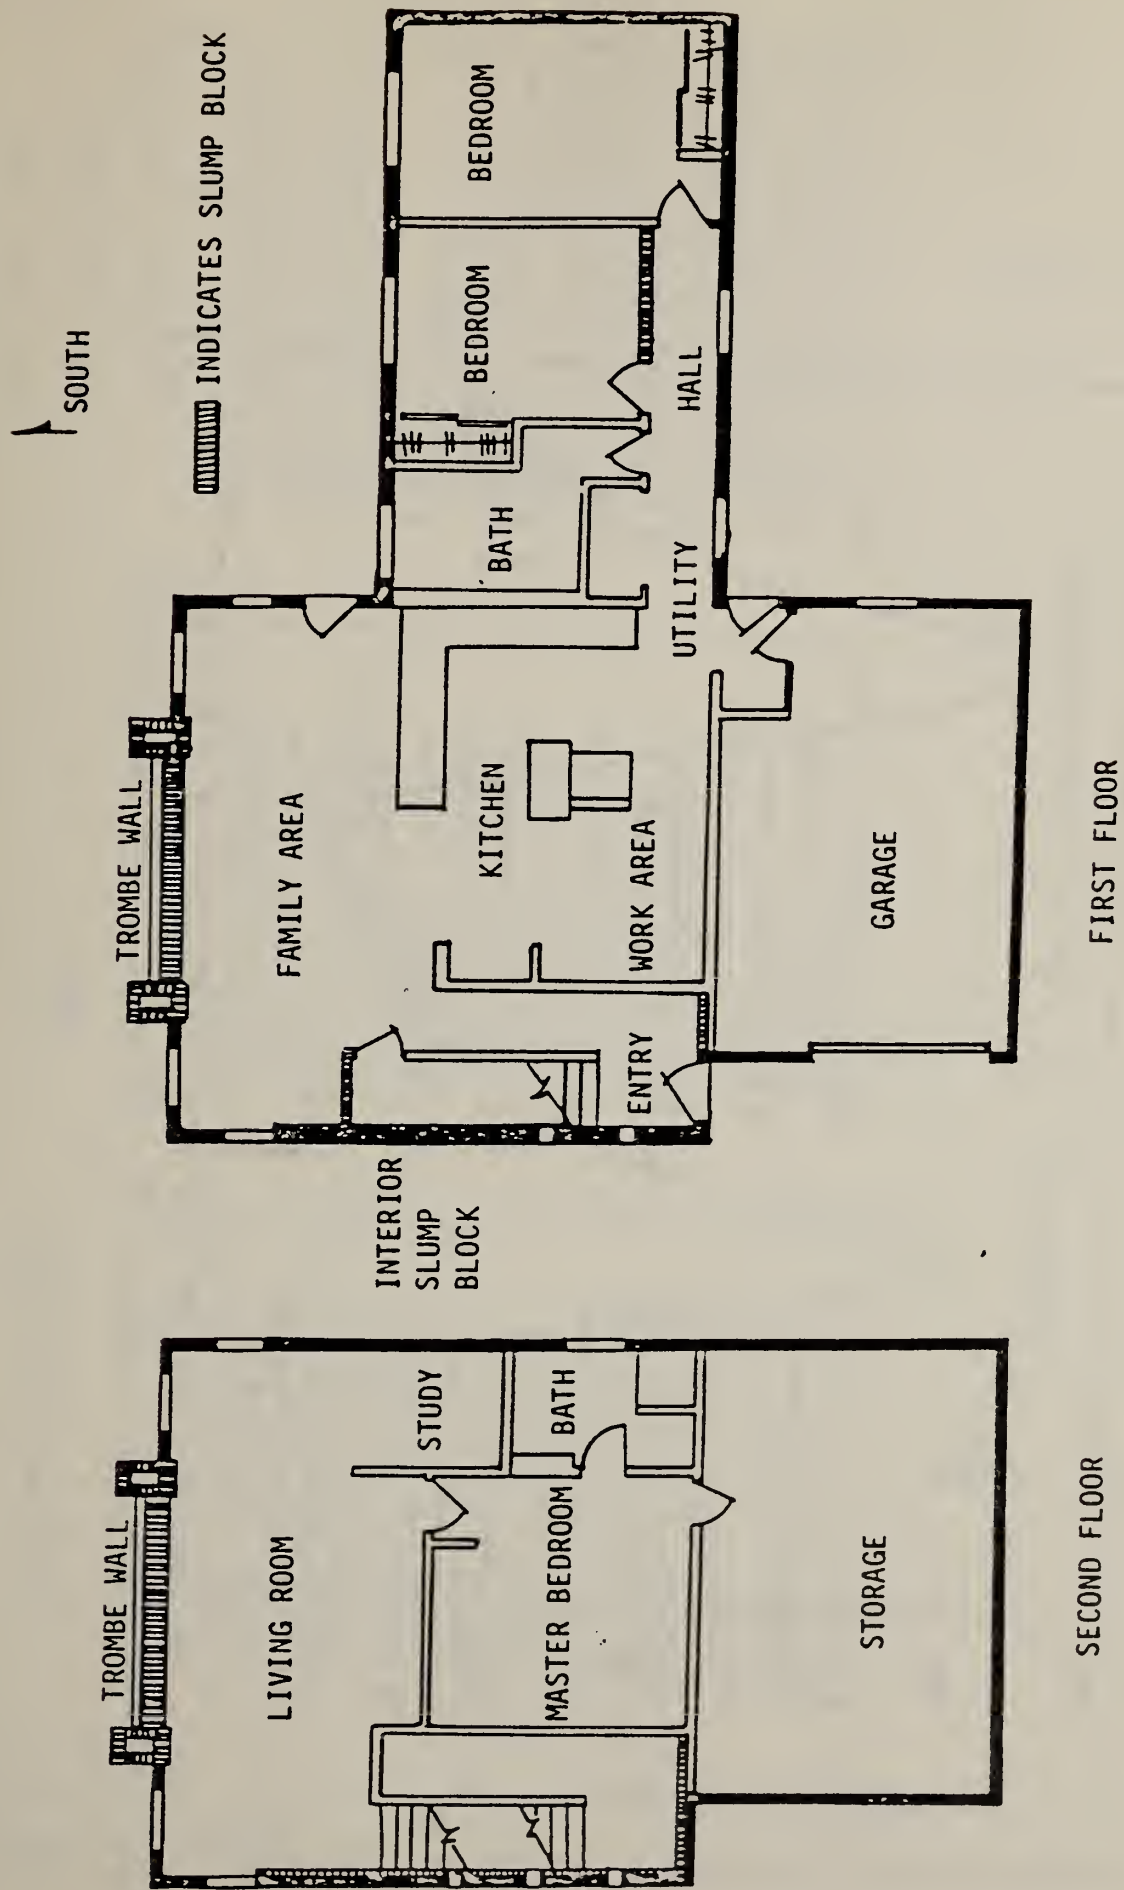 SOUTH
INDICATES SLUMP BLOCK
TROMBE WALL
LIVING ROOM
STUDY
BATH
MASTER BEDROOM
STORAGE
SECOND FLOOR
INTERIOR
SLUMP
BLOCK
TROMBE WALL
FAMILY AREA
KITCHEN
WORK AREA
ENTRY
UTILITY
BATH
HALL
BEDROOM
BEDROOM
GARAGE
FIRST FLOOR